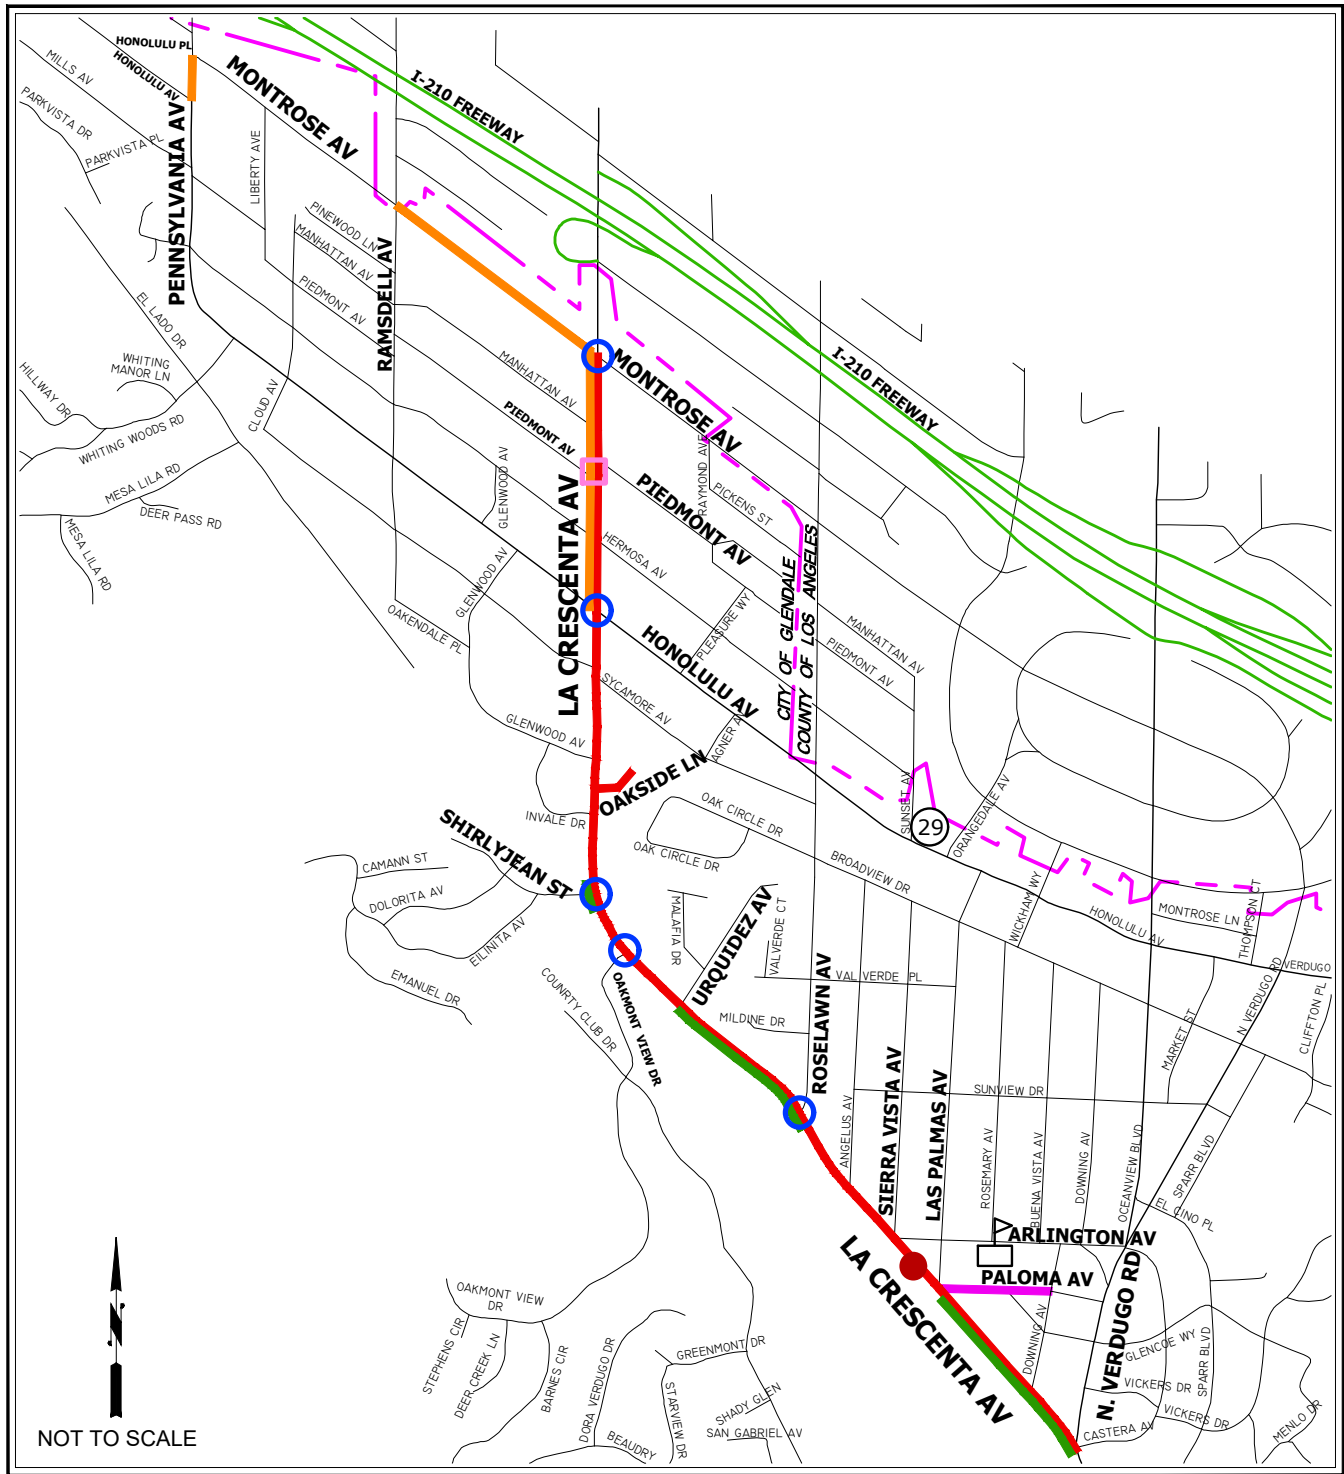 HONOLULU PL
HONOLULU AV
MILLS AV
PARKVISTA DR
PARKVISTA PL
PENNSYLVANIA AV
MONTROSE AV
LIBERTY AVE
I-210 FREEWAY
PINEWOOD LN
MANHATTAN AV
PIEDMONT AV
RAMSDELL AV
EL LADO DR
WHITING
MANOR LN
HILLWAY DR
WHITING WOODS RD
CLOUD AV
MESA LILA RD
DEER PASS RD
MESA LILA RD
MANHATTAN AV
PIEDMONT AV
MONTROSE AV
I-210 FREEWAY
RAYMOND AVE
PICKENS ST
PIEDMONT AV
GLENWOOD AV
LA CRESCENTA AV
HERMOSA AV
GLENWOOD AV
OAKENDALE PL
PLEASURE WY
CITY OF GLENDALE
COUNTY OF LOS ANGELES
MANHATTAN AV
PIEDMONT AV
HONOLULU AV
SYCAMORE AV
GLENWOOD AV
AGNER A
OAKSIDE LN
INVALE DR
SHIRLYJEAN ST
OAK CIRCLE DR
OAK CIRCLE DR
SUNSET AV
29
ORANGEDALE AV
BROADVIEW DR
CAMANN ST
DOLORITA AV
EILINITA AV
EMANUEL DR
COUNRTY CLUB DR
OAKMONT VIEW DR
MALAFIA DR
URQUIDEZ AV
VALVERDE CT
VAL VERDE PL
MILDINE DR
ROSELAWN AV
WICKHAM WY
HONOLULU AV
MONTROSE LN
THOMPSON CT
VERDUGO
N VERDUGO RD
CLIFFTON PL
MARKET ST
SUNVIEW DR
ANGELUS AV
SIERRA VISTA AV
LAS PALMAS AV
ROSEMARY AV
BUENA VISTA AV
DOWNING AV
OCEANVIEW BLVD
SPARR BLVD
EL CINO PL
ARLINGTON AV
PALOMA AV
LA CRESCENTA AV
N. VERDUGO RD
DOWNING AV
GLENCOE WY
VICKERS DR
SPARR BLVD
VICKERS DR
CASTERA AV
MENLO DR
OAKMONT VIEW
DR
STEPHENS CIR
DEER CREEK LN
BARNES CIR
DORA VERDUGO DR
BEAUDRY
GREENMONT DR
STARVIEW DR
SHADY GLEN
SAN GABRIEL AV
N
NOT TO SCALE